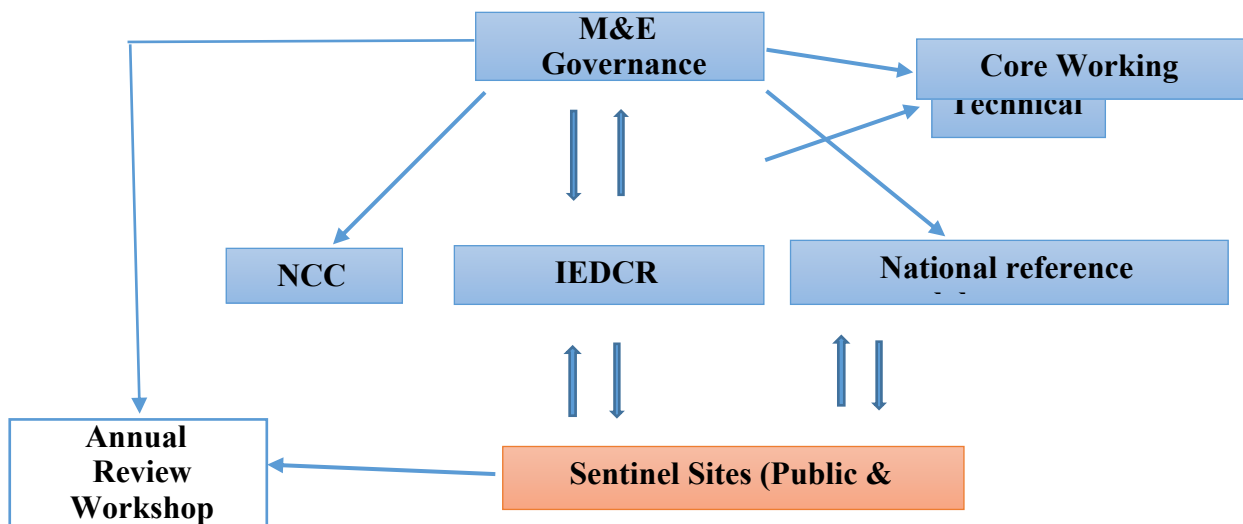 M&E
Governance
Core Working
Technical
NCC
IEDCR
National reference
Annual
Review
Workshop
Sentinel Sites (Public &